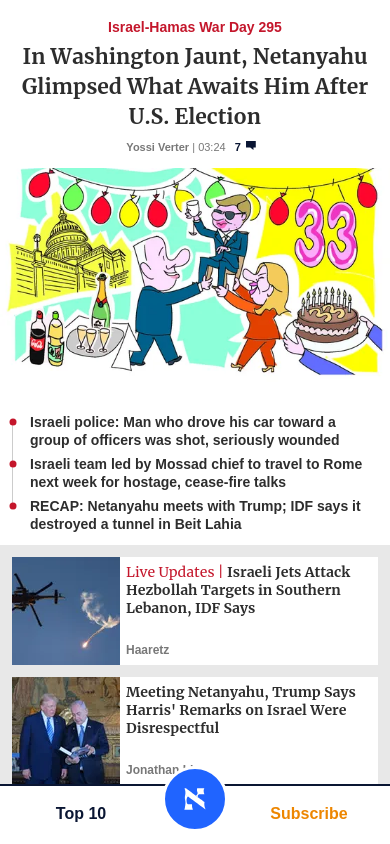 Israel-Hamas War Day 295
In Washington Jaunt, Netanyahu
Glimpsed What Awaits Him After
U.S. Election
Yossi Verter | 03:24 7
33
Israeli police: Man who drove his car toward a
group of officers was shot, seriously wounded
Israeli team led by Mossad chief to travel to Rome
next week for hostage, cease-fire talks
RECAP: Netanyahu meets with Trump; IDF says it
destroyed a tunnel in Beit Lahia
Live Updates | Israeli Jets Attack
Hezbollah Targets in Southern
Lebanon, IDF Says
Haaretz
Meeting Netanyahu, Trump Says
Harris' Remarks on Israel Were
Disrespectful
Jonathan
Top 10
Subscribe